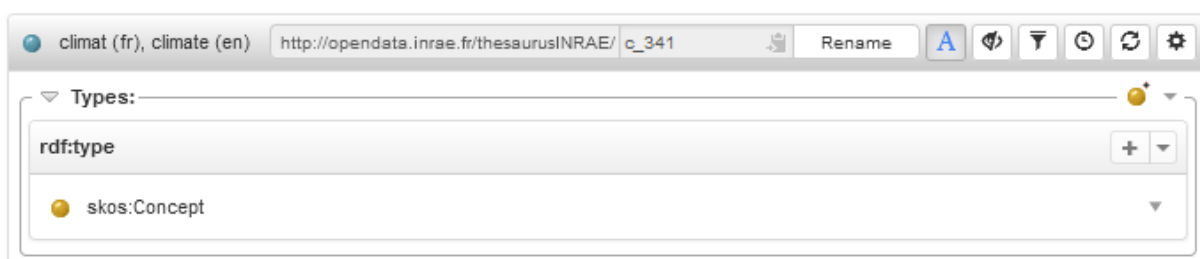 climat (fr), climate (en) http://opendata.inrae.fr/thesaurusINRAE/ c_341 Rename A
Types:
rdf:type
skos:Concept